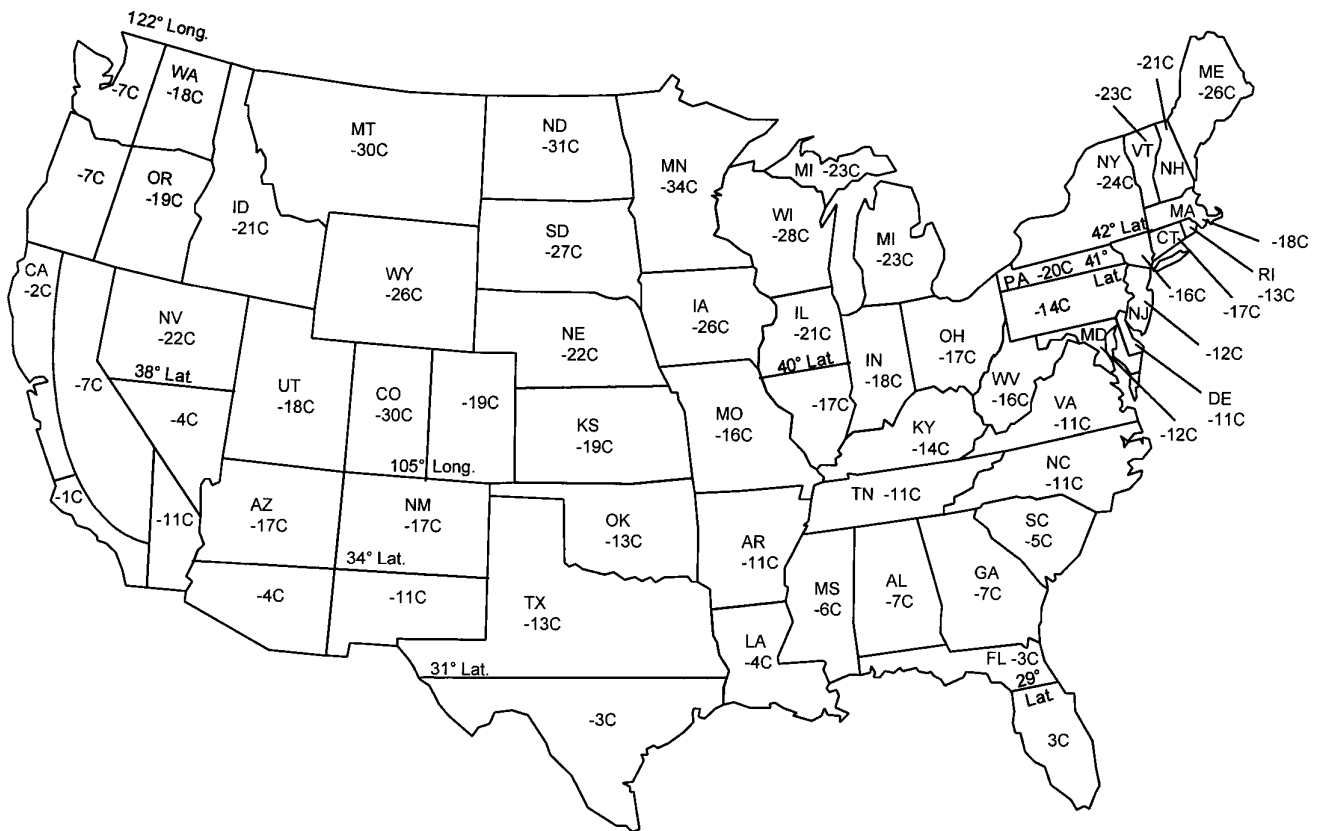 122° Long.
-7C
WA
-18C
MT
-30C
ND
-31C
MN
-34C
MI -23C
-23C
-21C
ME
-26C
VT
NH
NY
-24C
-7C
OR
-19C
ID
-21C
WY
-26C
SD
-27C
WI
-28C
MI
-23C
42° Lat
MA
-18C
CT
RI
-13C
-17C
-16C
PA -20C 41°
Lat
-14C
NJ
-12C
CA
-2C
NV
-22C
38° Lat
-7C
-4C
UT
-18C
CO
-30C
-19C
105° Long.
NE
-22C
IA
-26C
IL
-21C
40° Lat
-17C
IN
-18C
OH
-17C
MD
-12C
DE
-11C
WV
-16C
VA
-11C
KS
-19C
MO
-16C
KY
-14C
-1C
-11C
AZ
-17C
-4C
NM
-17C
34° Lat.
-11C
OK
-13C
AR
-11C
TN -11C
NC
-11C
SC
-5C
TX
-13C
31° Lat.
-3C
LA
-4C
MS
-6C
AL
-7C
GA
-7C
FL -3C
29°
Lat
3C